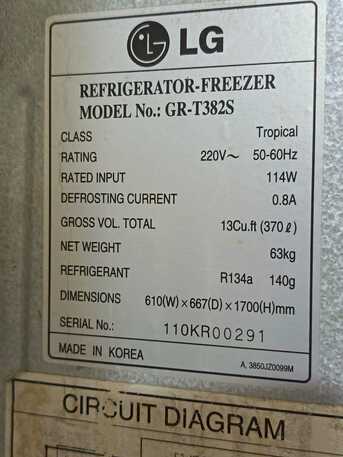 LG
REFRIGERATOR-FREEZER
MODEL No.: GR-T382S
CLASS Tropical
RATING 220V~ 50-60Hz
RATED INPUT 114W
DEFROSTING CURRENT 0.8A
GROSS VOL. TOTAL 13Cu.ft (370 ℓ)
NET WEIGHT 63kg
REFRIGERANT R134a 140g
DIMENSIONS 610(W)×667(D)×1700(H)mm
SERIAL No.: 110KR00291
MADE IN KOREA A, 3850JZ0099M
CIRCUIT DIAGRAM